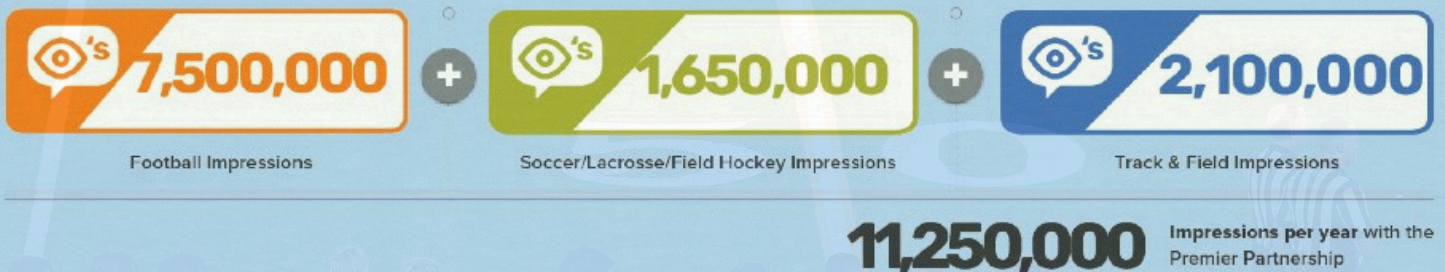 's 7,500,000 + 's 1,650,000 + 's 2,100,000
Football Impressions
Soccer/Lacrosse/Field Hockey Impressions
Track & Field Impressions
11,250,000
Impressions per year with the
Premier Partnership